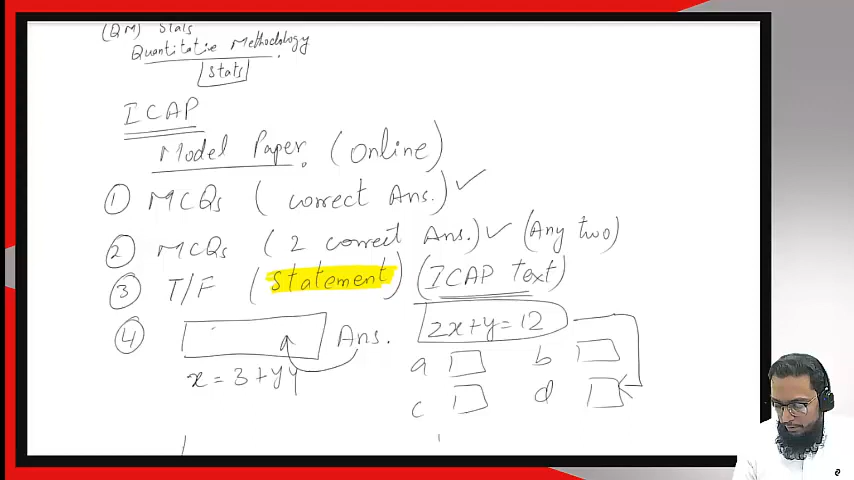 (QM) Stats
Quantitative Methodology.
Stats
ICAP
Model Paper. (Online)
① MCQs (correct Ans.) ✓
② MCQs (2 correct Ans.) ✓ (Any two)
③ T/F (Statement) (ICAP Text)
④ Ans. 2x+y=12
a b
x = 3 + yy
c d